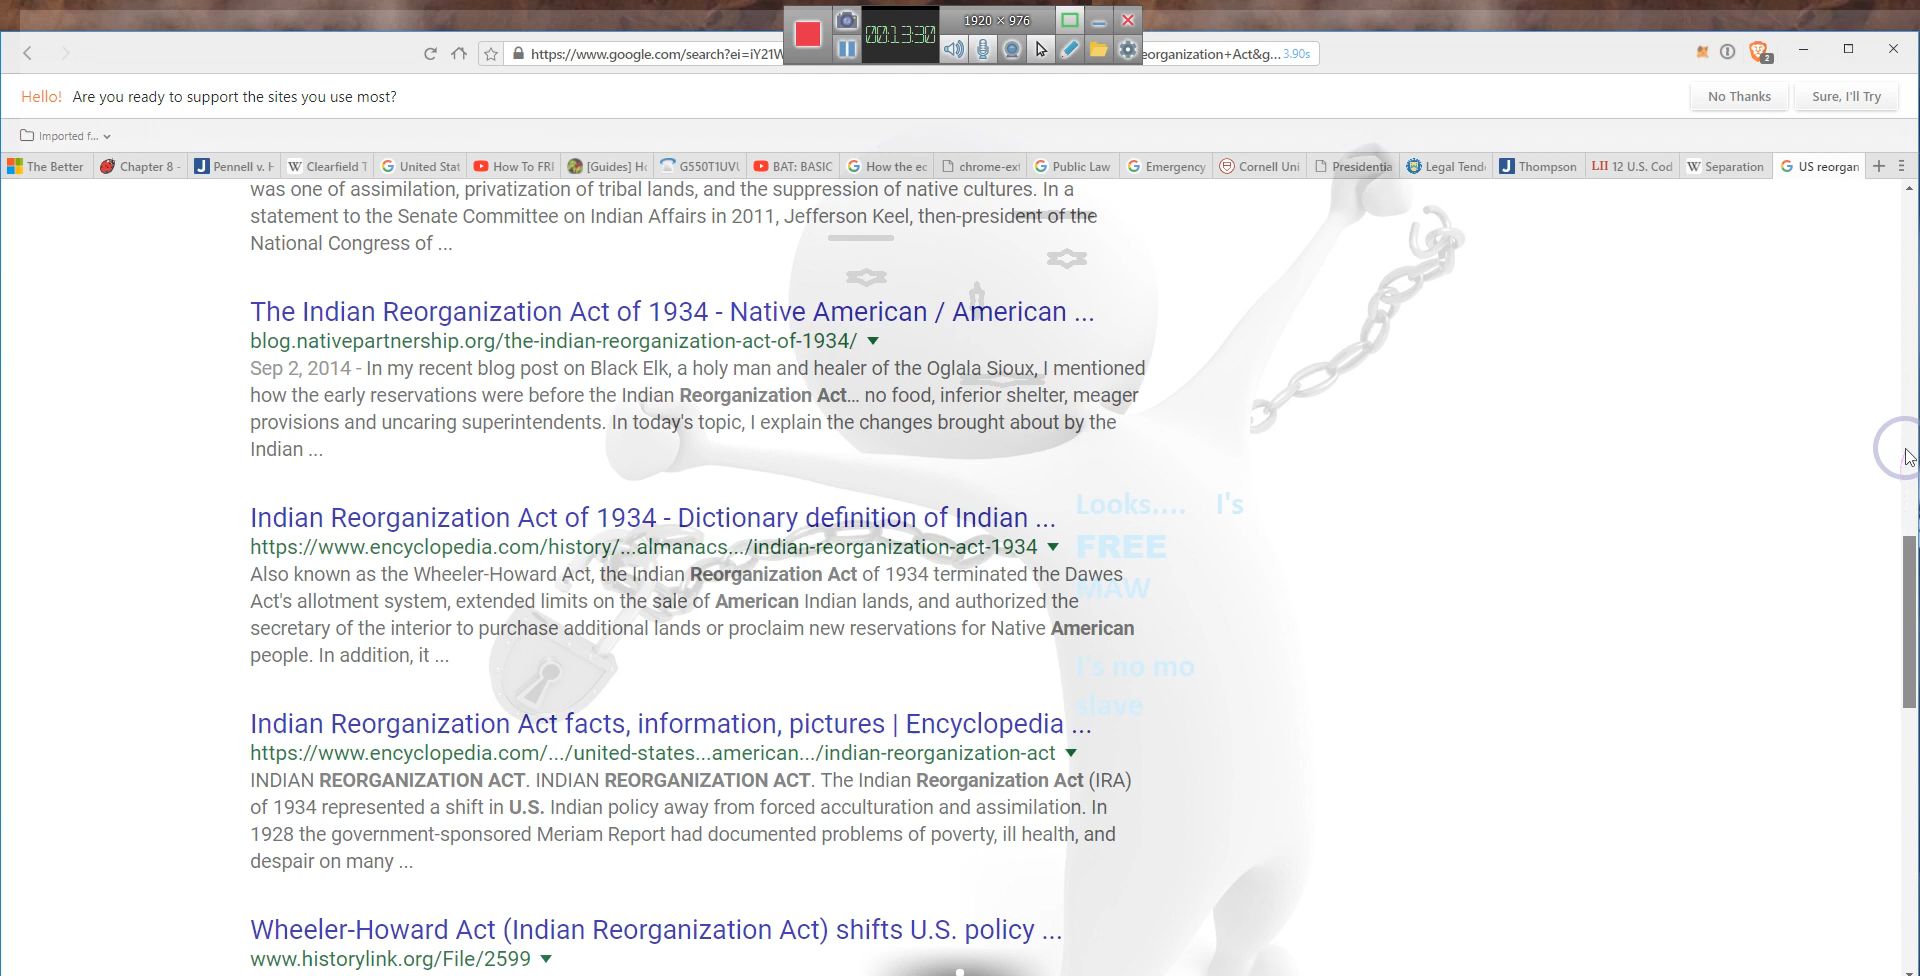 00:13:30
1920 × 976
https://www.google.com/search?ei=iY21W
eorganization+Act&g... 3.90s
2
Hello! Are you ready to support the sites you use most?
No Thanks
Sure, I'll Try
Imported f...
The Better
Chapter 8 -
Pennell v. H
Clearfield T
United Stat
How To FRI
[Guides] Ho
G550T1UVU
BAT: BASIC
How the ec
chrome-ext
Public Law
Emergency
Cornell Uni
Presidentia
Legal Tend
Thompson
LII 12 U.S. Cod
Separation
US reorgan
was one of assimilation, privatization of tribal lands, and the suppression of native cultures. In a
statement to the Senate Committee on Indian Affairs in 2011, Jefferson Keel, then-president of the
National Congress of ...
The Indian Reorganization Act of 1934 - Native American / American ...
blog.nativepartnership.org/the-indian-reorganization-act-of-1934/
Sep 2, 2014 - In my recent blog post on Black Elk, a holy man and healer of the Oglala Sioux, I mentioned
how the early reservations were before the Indian Reorganization Act... no food, inferior shelter, meager
provisions and uncaring superintendents. In today's topic, I explain the changes brought about by the
Indian ...
Indian Reorganization Act of 1934 - Dictionary definition of Indian ...
https://www.encyclopedia.com/history/...almanacs.../indian-reorganization-act-1934
Also known as the Wheeler-Howard Act, the Indian Reorganization Act of 1934 terminated the Dawes
Act's allotment system, extended limits on the sale of American Indian lands, and authorized the
secretary of the interior to purchase additional lands or proclaim new reservations for Native American
people. In addition, it ...
Looks.... I's
FREE
MAW
I's no mo
slave
Indian Reorganization Act facts, information, pictures | Encyclopedia ...
https://www.encyclopedia.com/.../united-states...american.../indian-reorganization-act
INDIAN REORGANIZATION ACT. INDIAN REORGANIZATION ACT. The Indian Reorganization Act (IRA)
of 1934 represented a shift in U.S. Indian policy away from forced acculturation and assimilation. In
1928 the government-sponsored Meriam Report had documented problems of poverty, ill health, and
despair on many ...
Wheeler-Howard Act (Indian Reorganization Act) shifts U.S. policy ...
www.historylink.org/File/2599